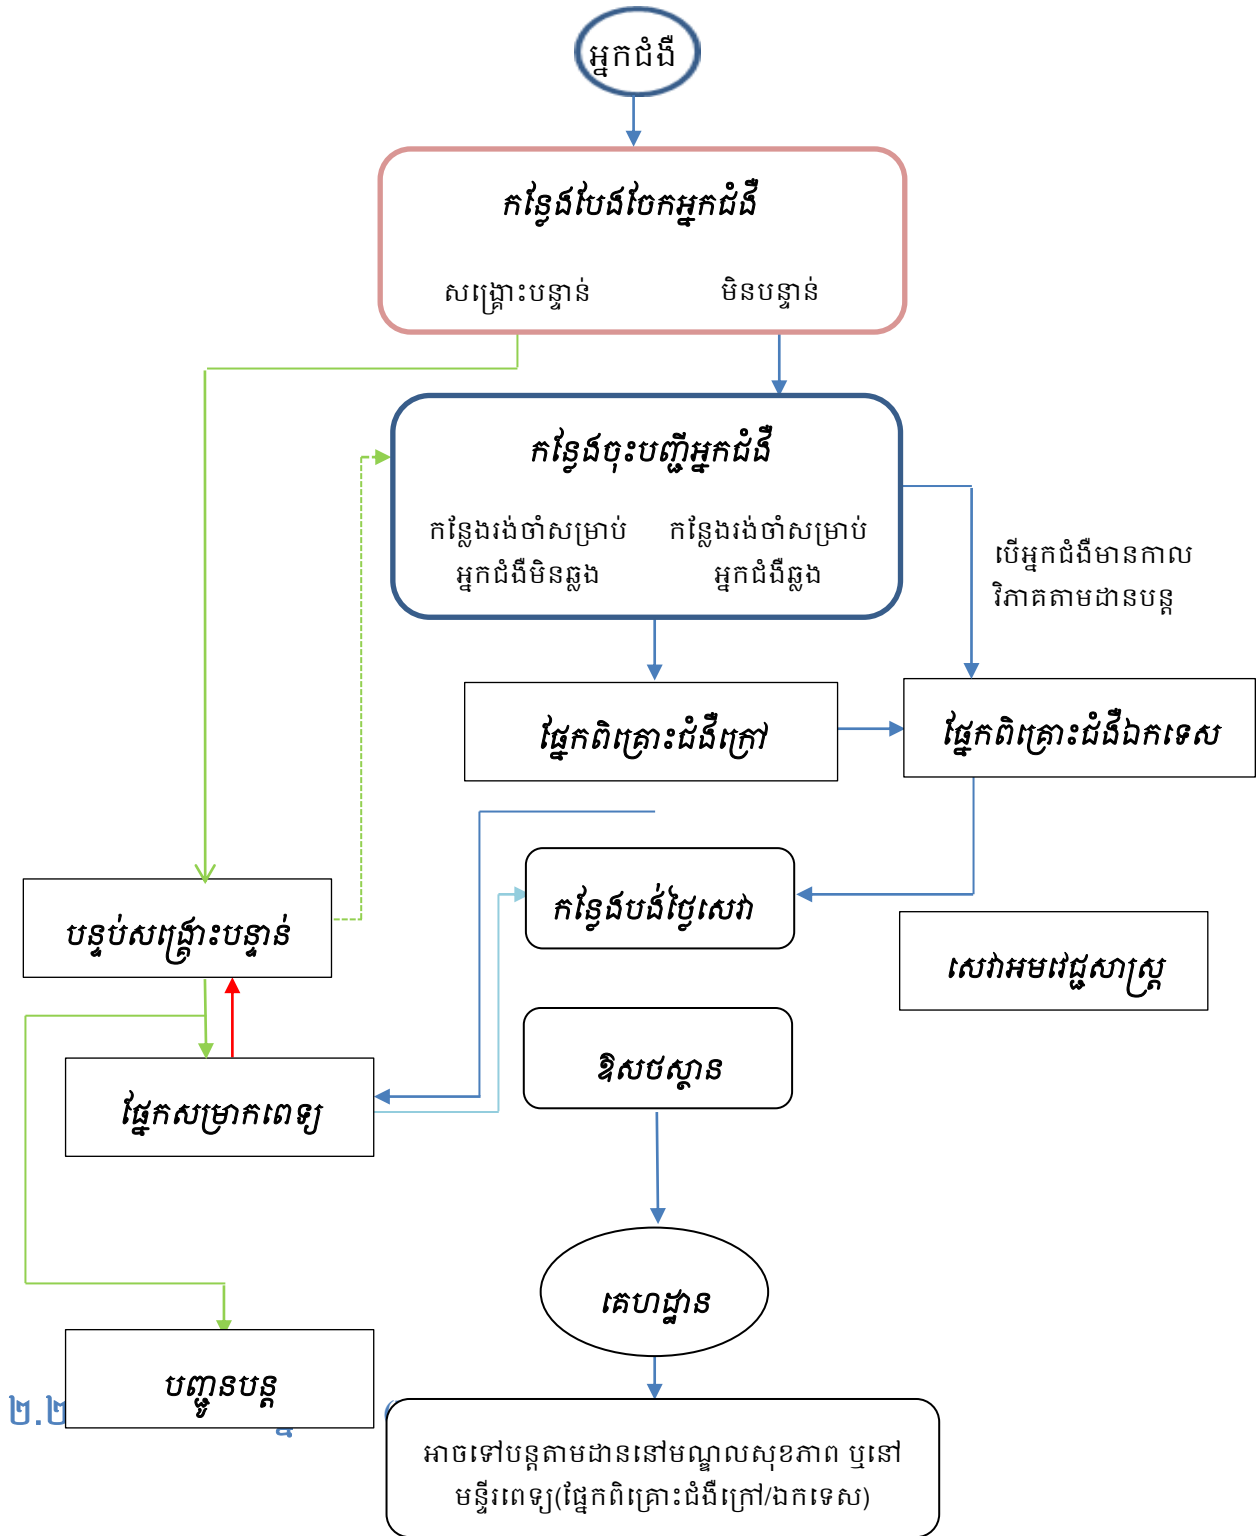 អ្នកជំងឺ
កន្លែងបែងចែកអ្នកជំងឺ
សង្គ្រោះបន្ទាន់
មិនបន្ទាន់
កន្លែងចុះបញ្ជីអ្នកជំងឺ
កន្លែងរង់ចាំសម្រាប់
អ្នកជំងឺមិនឆ្លង
កន្លែងរង់ចាំសម្រាប់
អ្នកជំងឺឆ្លង
បើអ្នកជំងឺមានកាល
វិភាគតាមដានបន្ត
ផ្នែកពិគ្រោះជំងឺក្រៅ
ផ្នែកពិគ្រោះជំងឺឯកទេស
កន្លែងបង់ថ្លៃសេវា
បន្ទប់សង្គ្រោះបន្ទាន់
សេវាអមវេជ្ជសាស្ត្រ
ឱសថស្ថាន
ផ្នែកសម្រាកពេទ្យ
គេហដ្ឋាន
បញ្ជូនបន្ត
២.២
អាចទៅបន្តតាមដាននៅមណ្ឌលសុខភាព ឬនៅ
មន្ទីរពេទ្យ(ផ្នែកពិគ្រោះជំងឺក្រៅ/ឯកទេស)